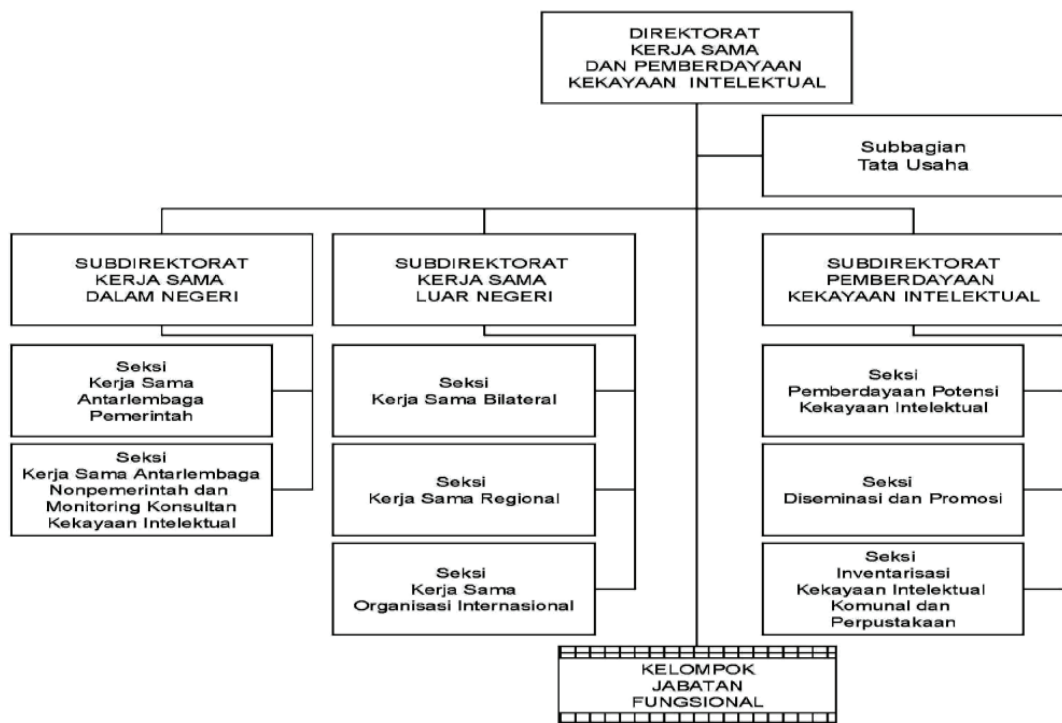 DIREKTORAT
KERJA SAMA
DAN PEMBERDAYAAN
KEKAYAAN INTELEKTUAL
Subbagian
Tata Usaha
SUBDIREKTORAT
KERJA SAMA
DALAM NEGERI
SUBDIREKTORAT
KERJA SAMA
LUAR NEGERI
SUBDIREKTORAT
PEMBERDAYAAN
KEKAYAAN INTELEKTUAL
Seksi
Kerja Sama
Antarlembaga
Pemerintah
Seksi
Kerja Sama Bilateral
Seksi
Pemberdayaan Potensi
Kekayaan Intelektual
Seksi
Kerja Sama Antarlembaga
Nonpemerintah dan
Monitoring Konsultan
Kekayaan Intelektual
Seksi
Kerja Sama Regional
Seksi
Diseminasi dan Promosi
Seksi
Kerja Sama
Organisasi Internasional
Seksi
Inventarisasi
Kekayaan Intelektual
Komunal dan
Perpustakaan
KELOMPOK
JABATAN
FUNGSIONAL